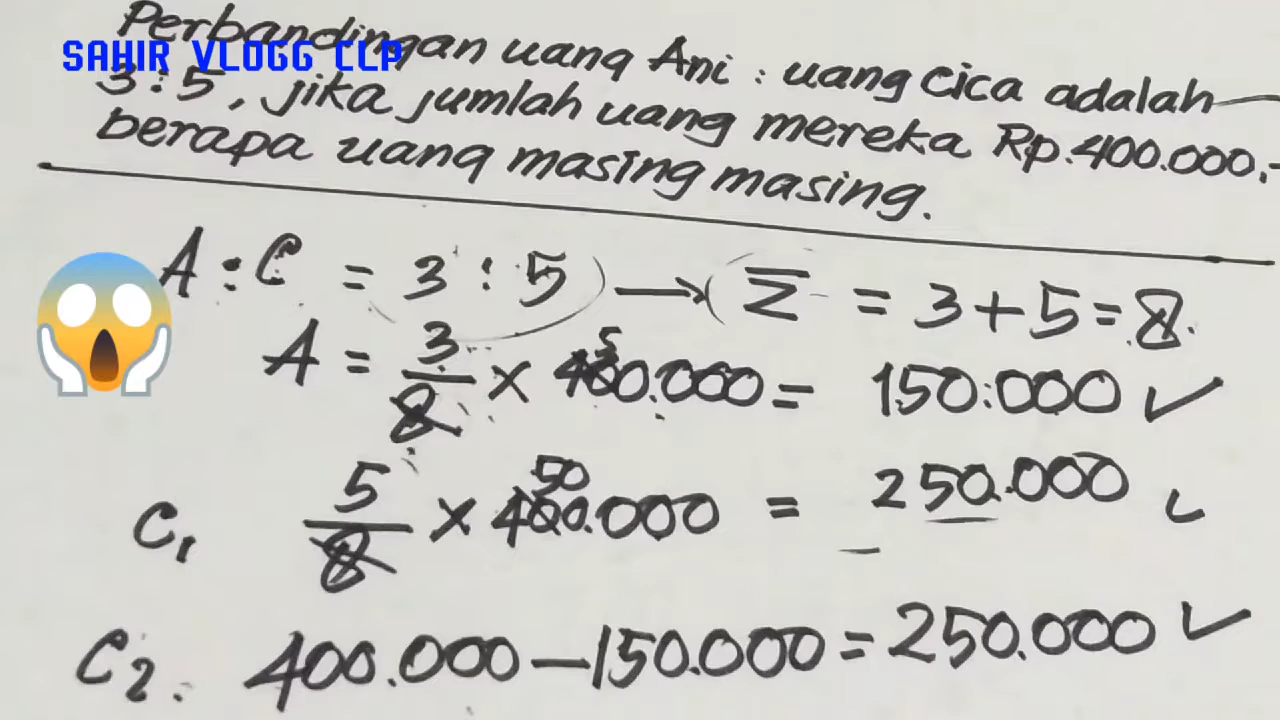 Perbandingan uang Ani : uang Cica adalah
SAHIR VLOGG CLP
3 : 5, jika jumlah uang mereka Rp.400.000,-
berapa uang masing masing.
A : C = 3 : 5 → Σ = 3 + 5 = 8.
A = 3/8 × 400.000 = 150.000 ✓
5
C1 5/8 × 400.000 = 250.000 ✓
50
C2. 400.000 – 150.000 = 250.000 ✓